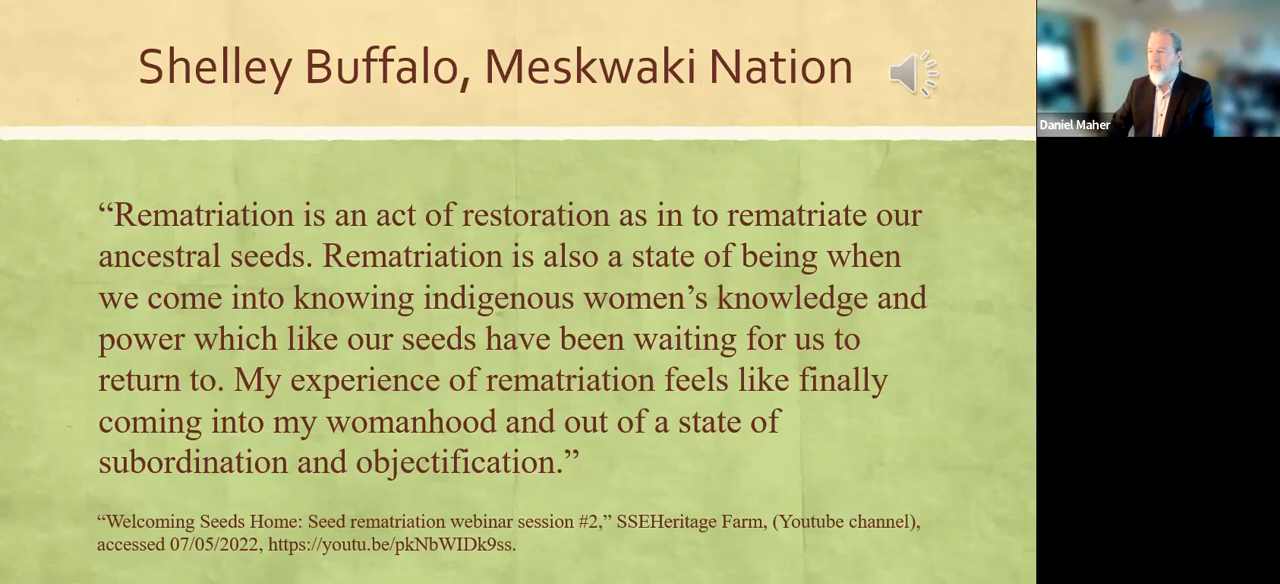 Shelley Buffalo, Meskwaki Nation
Daniel Maher
“Rematriation is an act of restoration as in to rematriate our
ancestral seeds. Rematriation is also a state of being when
we come into knowing indigenous women’s knowledge and
power which like our seeds have been waiting for us to
return to. My experience of rematriation feels like finally
coming into my womanhood and out of a state of
subordination and objectification.”
“Welcoming Seeds Home: Seed rematriation webinar session #2,” SSEHeritage Farm, (Youtube channel),
accessed 07/05/2022, https://youtu.be/pkNbWIDk9ss.